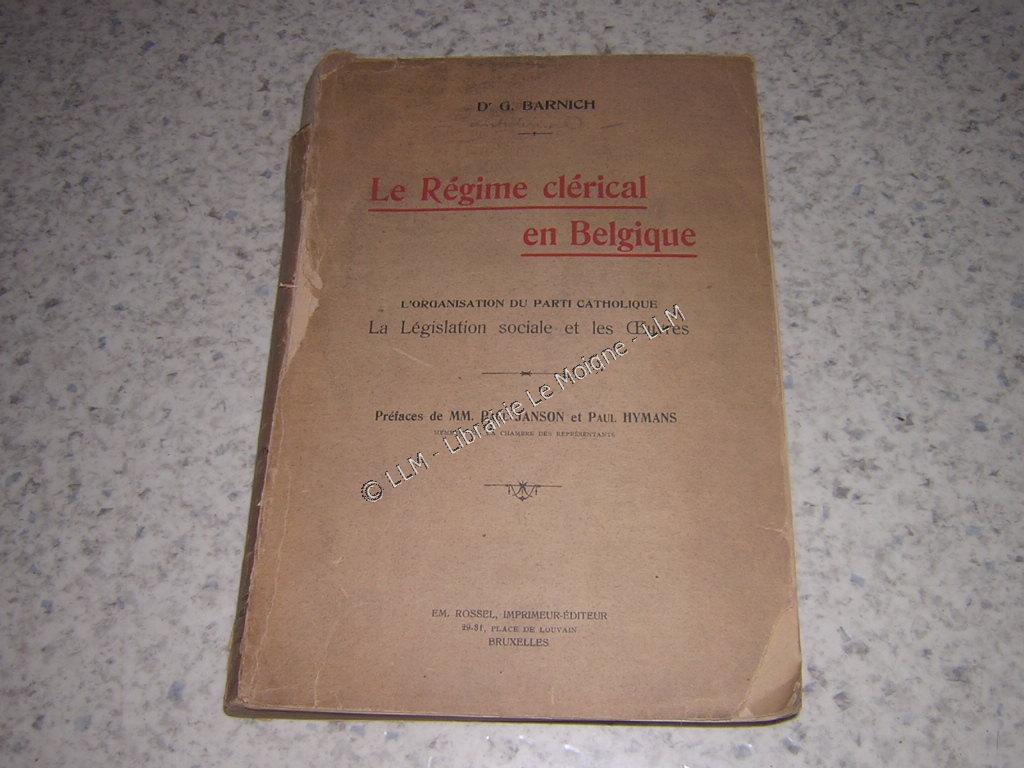 Dr G. BARNICH
Le Régime clérical
en Belgique
L'ORGANISATION DU PARTI CATHOLIQUE
La Législation sociale et les Œuvres
Préfaces de MM. JANSON et PAUL HYMANS
LA CHAMBRE DES REPRÉSENTANTS
© LLM - Librairie Le Moigne - LLM
EM. ROSSEL, IMPRIMEUR-ÉDITEUR
29-31, PLACE DE LOUVAIN
BRUXELLES